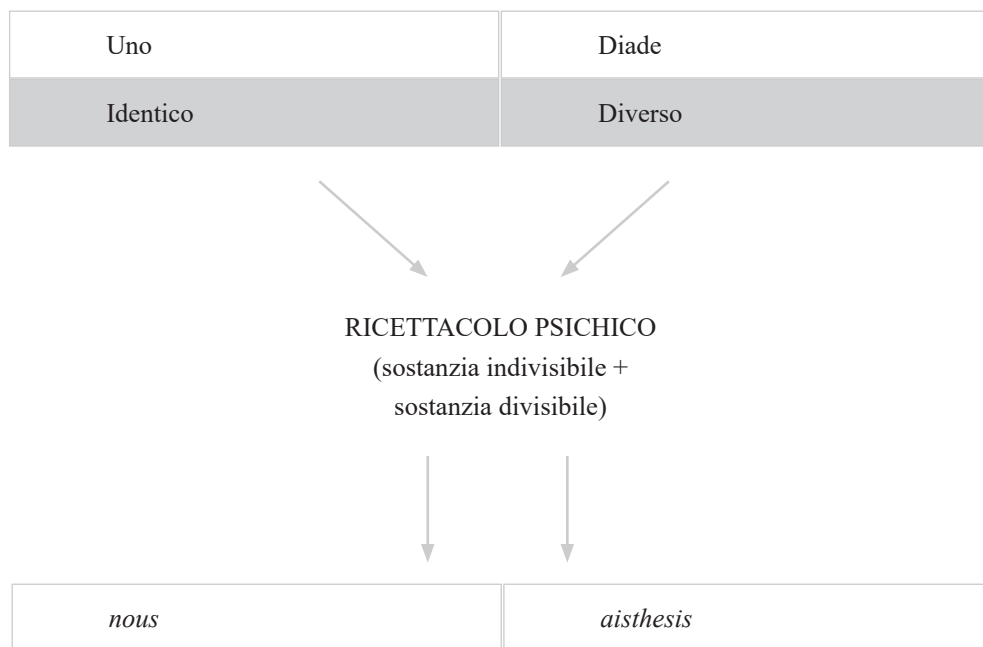 Uno
Diade
Identico
Diverso
RICETTACOLO PSICHICO
(sostanzia indivisibile +
sostanzia divisibile)
nous
aisthesis